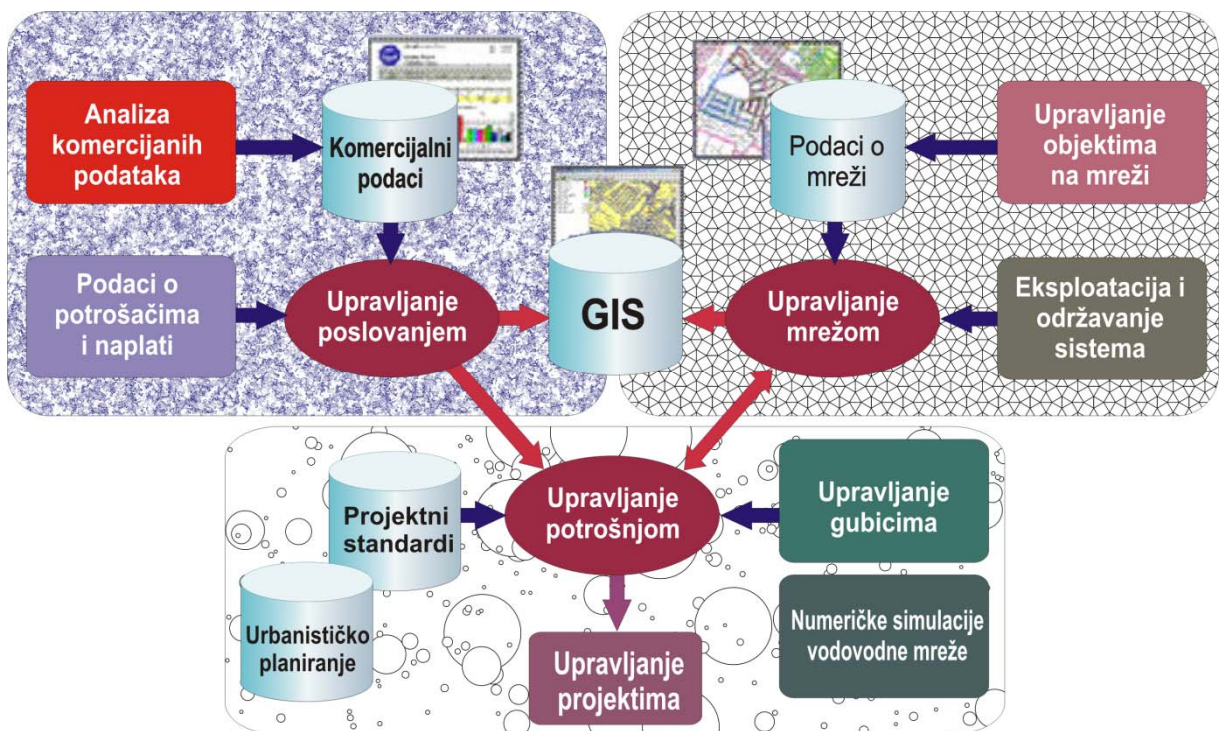 Analiza
komercijanih
podataka
Komercijalni
podaci
Podaci o
mreži
Upravljanje
objektima
na mreži
Podaci o
potrošačima
i naplati
Upravljanje
poslovanjem
GIS
Upravljanje
mrežom
Eksploatacija i
održavanje
sistema
Projektni
standardi
Upravljanje
potrošnjom
Upravljanje
gubicima
Urbanističko
planiranje
Upravljanje
projektima
Numeričke simulacije
vodovodne mreže